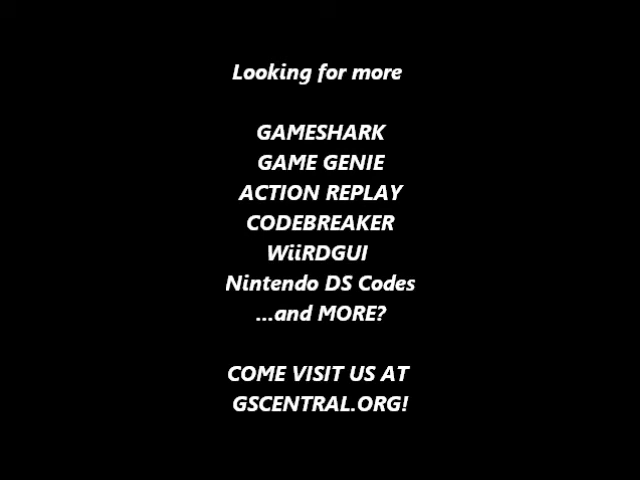 Looking for more
GAMESHARK
GAME GENIE
ACTION REPLAY
CODEBREAKER
WiiRDGUI
Nintendo DS Codes
...and MORE?
COME VISIT US AT
GSCENTRAL.ORG!